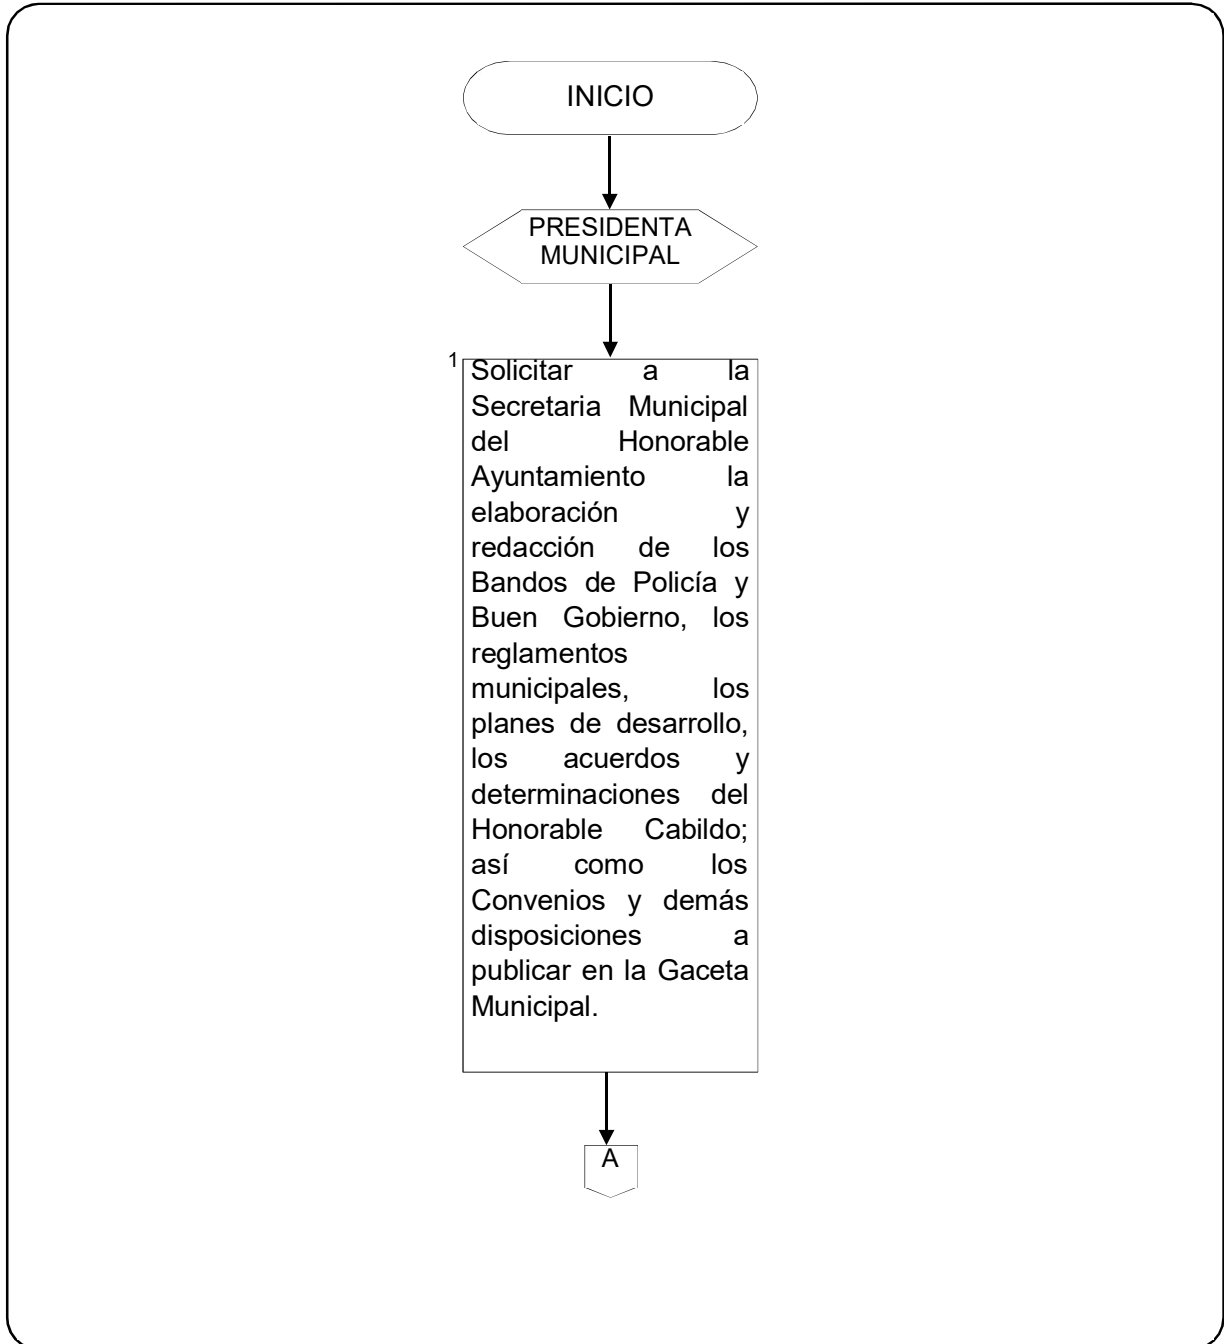 INICIO
PRESIDENTA
MUNICIPAL
1
Solicitar a la
Secretaria Municipal
del Honorable
Ayuntamiento la
elaboración y
redacción de los
Bandos de Policía y
Buen Gobierno, los
reglamentos
municipales, los
planes de desarrollo,
los acuerdos y
determinaciones del
Honorable Cabildo;
así como los
Convenios y demás
disposiciones a
publicar en la Gaceta
Municipal.
A